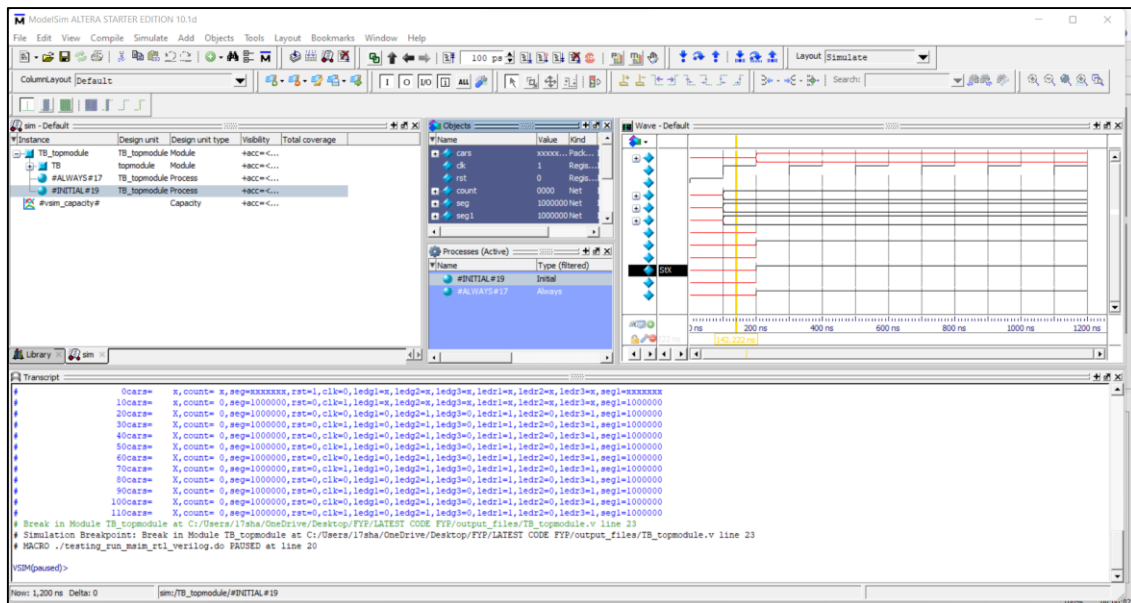 ModelSim ALTERA STARTER EDITION 10.1d
File Edit View Compile Simulate Add Objects Tools Layout Bookmarks Window Help
100 ps
Layout Simulate
ColumnLayout Default
Search:
sim - Default
Instance Design unit Design unit type Visibility Total coverage
TB_topmodule TB_topmodule Module +acc=<...
TB topmodule Module +acc=<...
#ALWAYS#17 TB_topmodule Process +acc=<...
#INITIAL#19 TB_topmodule Process +acc=<...
#vsim_capacity# Capacity +acc=<...
Library sim
Objects
Name Value Kind
cars xxxxx... Pack...
clk 1 Regis...
rst 0 Regis...
count 0000 Net
seg 1000000 Net
seg1 1000000 Net
Processes (Active)
Name Type (filtered)
#INITIAL#19 Initial
#ALWAYS#17 Always
Wave - Default
StX
ns 200 ns 400 ns 600 ns 800 ns 1000 ns 1200 ns
142.222 ns
Transcript
# 0cars= x,count= x,seg=xxxxxxx,rst=1,clk=0,ledg1=x,ledg2=x,ledg3=x,ledr1=x,ledr2=x,ledr3=x,seg1=xxxxxxx
# 10cars= x,count= 0,seg=1000000,rst=0,clk=1,ledg1=x,ledg2=x,ledg3=x,ledr1=x,ledr2=x,ledr3=x,seg1=1000000
# 20cars= X,count= 0,seg=1000000,rst=0,clk=1,ledg1=0,ledg2=1,ledg3=0,ledr1=1,ledr2=0,ledr3=1,seg1=1000000
# 30cars= X,count= 0,seg=1000000,rst=0,clk=1,ledg1=0,ledg2=1,ledg3=0,ledr1=1,ledr2=0,ledr3=1,seg1=1000000
# 40cars= X,count= 0,seg=1000000,rst=0,clk=1,ledg1=0,ledg2=1,ledg3=0,ledr1=1,ledr2=0,ledr3=1,seg1=1000000
# 50cars= X,count= 0,seg=1000000,rst=0,clk=1,ledg1=0,ledg2=1,ledg3=0,ledr1=1,ledr2=0,ledr3=1,seg1=1000000
# 60cars= X,count= 0,seg=1000000,rst=0,clk=1,ledg1=0,ledg2=1,ledg3=0,ledr1=1,ledr2=0,ledr3=1,seg1=1000000
# 70cars= X,count= 0,seg=1000000,rst=0,clk=1,ledg1=0,ledg2=1,ledg3=0,ledr1=1,ledr2=0,ledr3=1,seg1=1000000
# 80cars= X,count= 0,seg=1000000,rst=0,clk=1,ledg1=0,ledg2=1,ledg3=0,ledr1=1,ledr2=0,ledr3=1,seg1=1000000
# 90cars= X,count= 0,seg=1000000,rst=0,clk=1,ledg1=0,ledg2=1,ledg3=0,ledr1=1,ledr2=0,ledr3=1,seg1=1000000
# 100cars= X,count= 0,seg=1000000,rst=0,clk=1,ledg1=0,ledg2=1,ledg3=0,ledr1=1,ledr2=0,ledr3=1,seg1=1000000
# 110cars= X,count= 0,seg=1000000,rst=0,clk=1,ledg1=0,ledg2=1,ledg3=0,ledr1=1,ledr2=0,ledr3=1,seg1=1000000
# Break in Module TB_topmodule at C:/Users/17sha/OneDrive/Desktop/FYP/LATEST CODE FYP/output_files/TB_topmodule.v line 23
# Simulation Breakpoint: Break in Module TB_topmodule at C:/Users/17sha/OneDrive/Desktop/FYP/LATEST CODE FYP/output_files/TB_topmodule.v line 23
# MACRO ./testing_run_msim_rtl_verilog.do PAUSED at line 20
VSIM(paused)>
Now: 1,200 ns Delta: 0 sim:/TB_topmodule/#INITIAL#19